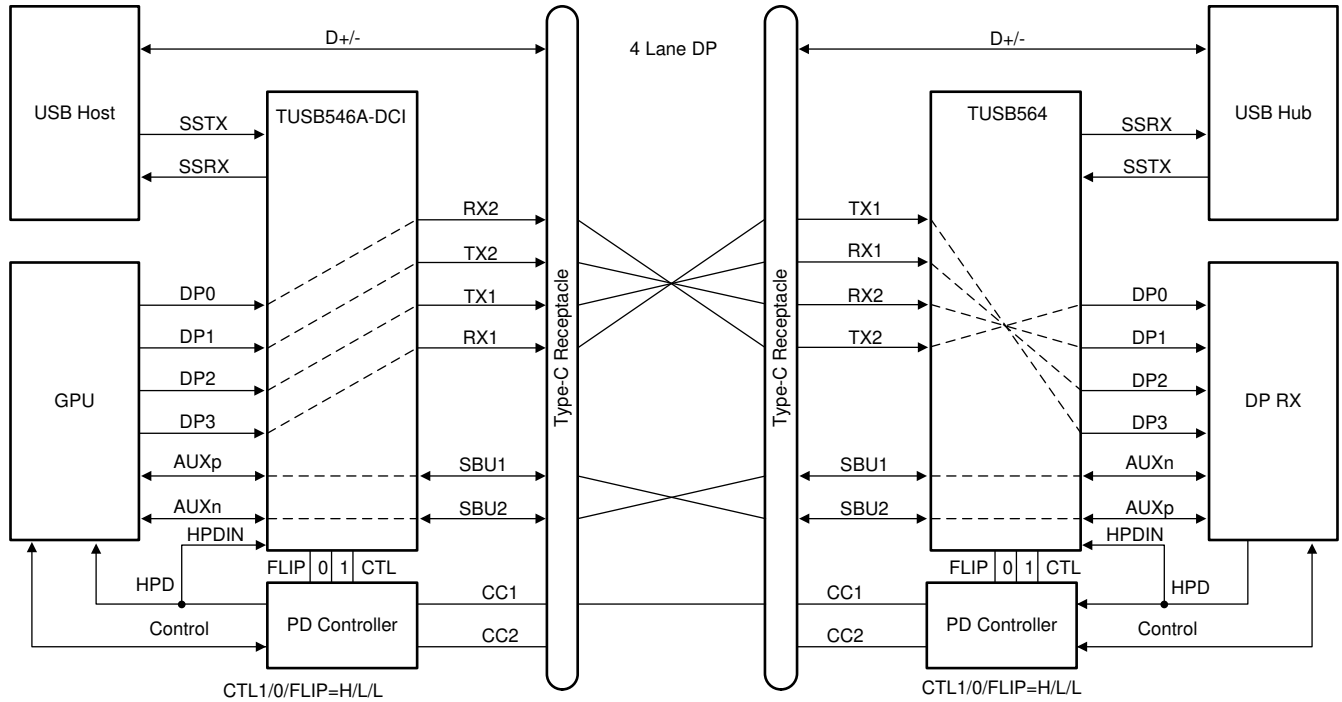 D+/-
4 Lane DP
D+/-
USB Host
TUSB546A-DCI
TUSB564
USB Hub
SSTX
SSRX
SSRX
SSTX
RX2
TX2
TX1
RX1
TX1
RX1
RX2
TX2
Type-C Receptacle
Type-C Receptacle
GPU
DP0
DP1
DP2
DP3
AUXp
AUXn
SBU1
SBU2
SBU1
SBU2
DP0
DP1
DP2
DP3
AUXn
AUXp
DP RX
HPDIN
HPDIN
FLIP 0 1 CTL
FLIP 0 1 CTL
HPD
HPD
Control
Control
PD Controller
PD Controller
CC1
CC2
CC1
CC2
CTL1/0/FLIP=H/L/L
CTL1/0/FLIP=H/L/L